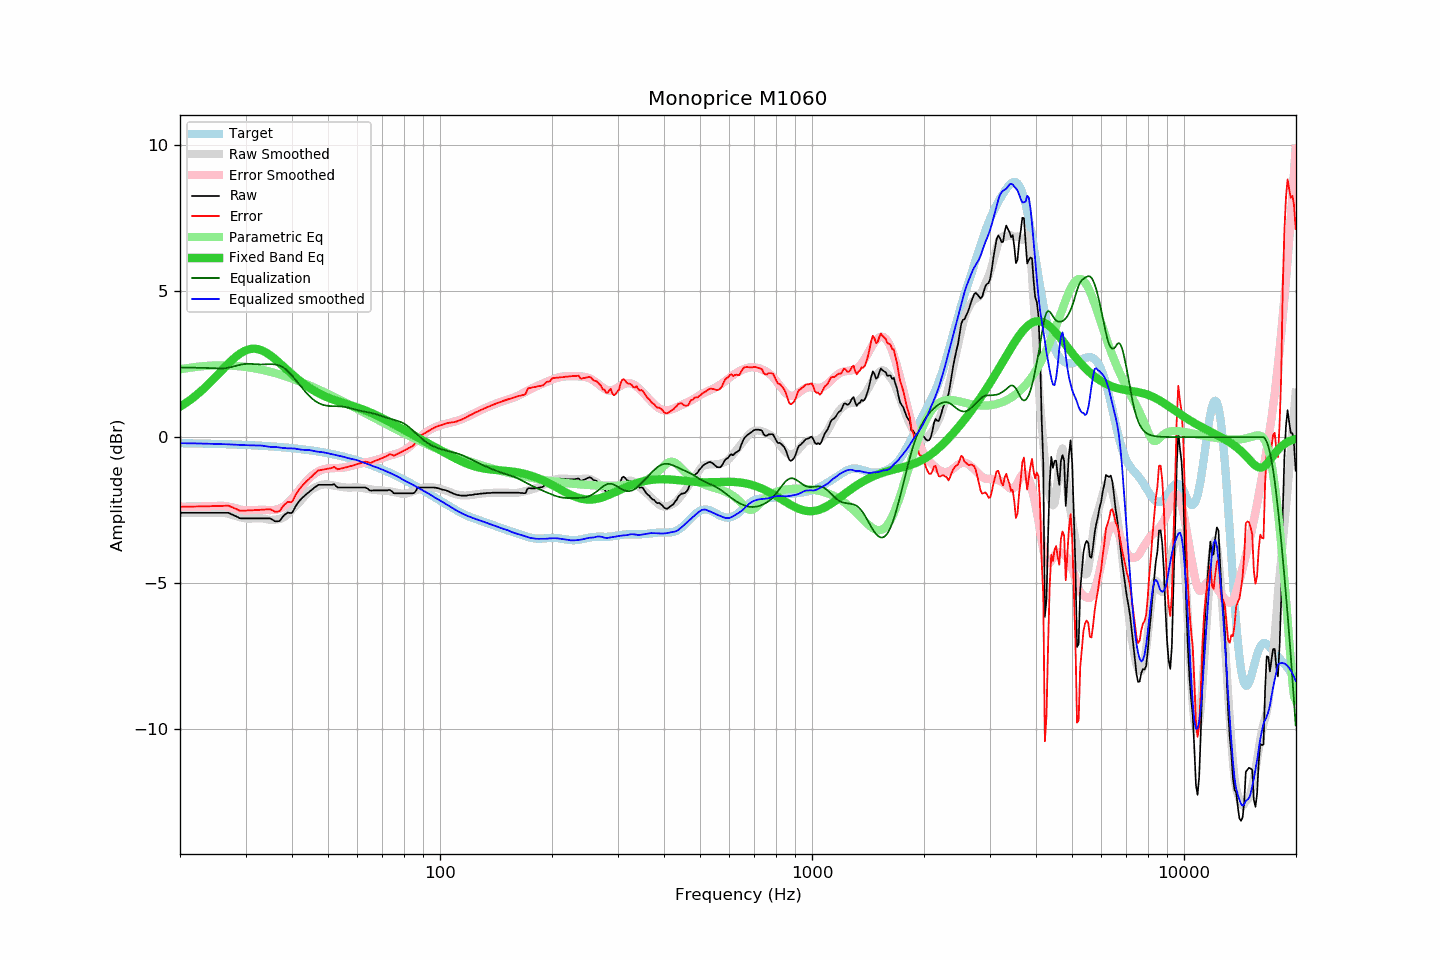 Monoprice M1060
Target
Raw Smoothed
Error Smoothed
Raw
Error
Parametric Eq
Fixed Band Eq
Equalization
Equalized smoothed
10
5
0
−5
−10
Amplitude (dBr)
100
1000
10000
Frequency (Hz)